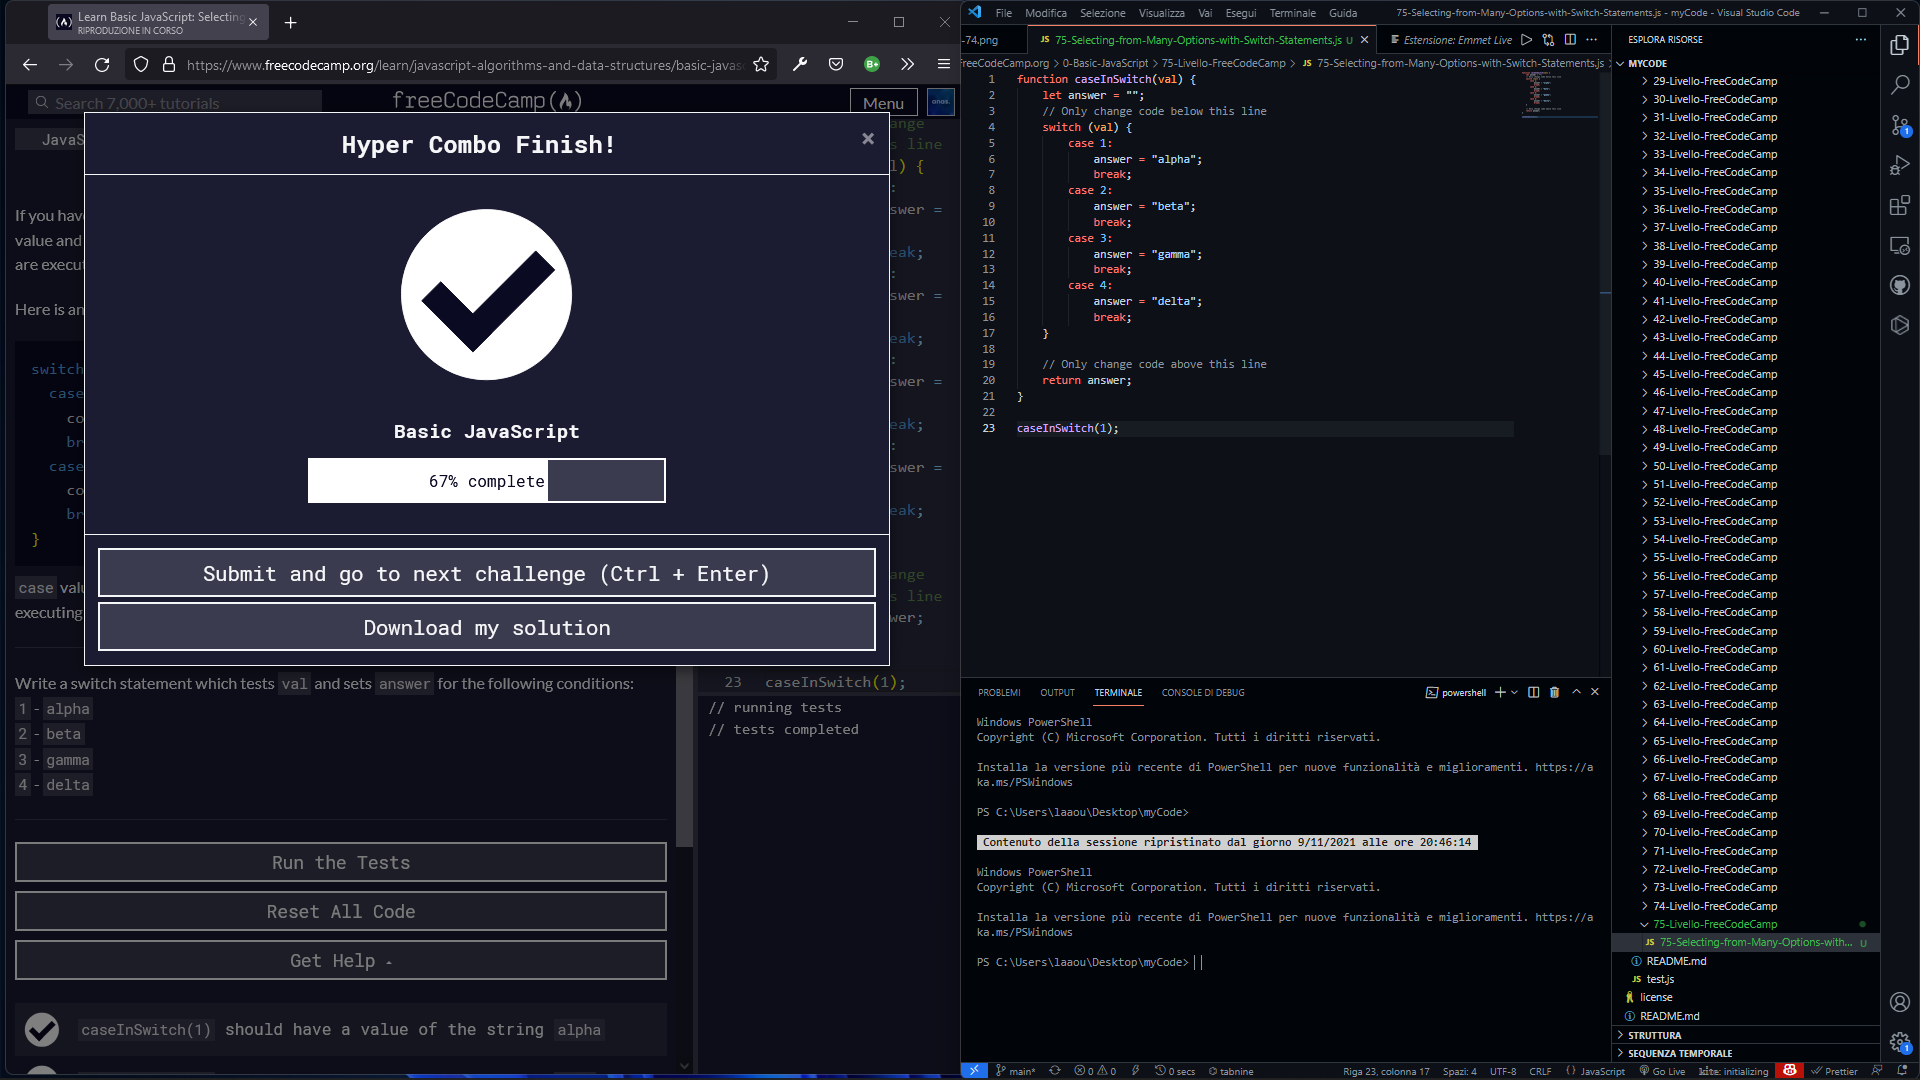 Learn Basic JavaScript: Selecting
RIPRODUZIONE IN CORSO
https://www.freecodecamp.org/learn/javascript-algorithms-and-data-structures/basic-javas
Search 7,000+ tutorials
freeCodeCamp
Menu
JavaS
Hyper Combo Finish!
If you hav
value and
are execu
Here is an
switch
case
co
br
case
co
br
}
case valu
executing
Basic JavaScript
67% complete
Submit and go to next challenge (Ctrl + Enter)
Download my solution
Write a switch statement which tests val and sets answer for the following conditions:
1 - alpha
2 - beta
3 - gamma
4 - delta
Run the Tests
Reset All Code
Get Help
caseInSwitch(1) should have a value of the string alpha
ange
s line
l) {
:
swer =
eak;
:
swer =
eak;
:
swer =
eak;
:
swer =
eak;
ange
s line
wer;
23 caseInSwitch(1);
// running tests
// tests completed
File Modifica Selezione Visualizza Vai Esegui Terminale Guida
75-Selecting-from-Many-Options-with-Switch-Statements.js - myCode - Visual Studio Code
-74.png
JS 75-Selecting-from-Many-Options-with-Switch-Statements.js U
Estensione: Emmet Live
FreeCodeCamp.org > 0-Basic-JavaScript > 75-Livello-FreeCodeCamp > JS 75-Selecting-from-Many-Options-with-Switch-Statements.js >
1 function caseInSwitch(val) {
2 let answer = "";
3 // Only change code below this line
4 switch (val) {
5 case 1:
6 answer = "alpha";
7 break;
8 case 2:
9 answer = "beta";
10 break;
11 case 3:
12 answer = "gamma";
13 break;
14 case 4:
15 answer = "delta";
16 break;
17 }
18
19 // Only change code above this line
20 return answer;
21 }
22
23 caseInSwitch(1);
PROBLEMI OUTPUT TERMINALE CONSOLE DI DEBUG
powershell
Windows PowerShell
Copyright (C) Microsoft Corporation. Tutti i diritti riservati.
Installa la versione più recente di PowerShell per nuove funzionalità e miglioramenti. https://a
ka.ms/PSWindows
PS C:\Users\laaou\Desktop\myCode>
Contenuto della sessione ripristinato dal giorno 9/11/2021 alle ore 20:46:14
Windows PowerShell
Copyright (C) Microsoft Corporation. Tutti i diritti riservati.
Installa la versione più recente di PowerShell per nuove funzionalità e miglioramenti. https://a
ka.ms/PSWindows
PS C:\Users\laaou\Desktop\myCode>
ESPLORA RISORSE
MYCODE
29-Livello-FreeCodeCamp
30-Livello-FreeCodeCamp
31-Livello-FreeCodeCamp
32-Livello-FreeCodeCamp
33-Livello-FreeCodeCamp
34-Livello-FreeCodeCamp
35-Livello-FreeCodeCamp
36-Livello-FreeCodeCamp
37-Livello-FreeCodeCamp
38-Livello-FreeCodeCamp
39-Livello-FreeCodeCamp
40-Livello-FreeCodeCamp
41-Livello-FreeCodeCamp
42-Livello-FreeCodeCamp
43-Livello-FreeCodeCamp
44-Livello-FreeCodeCamp
45-Livello-FreeCodeCamp
46-Livello-FreeCodeCamp
47-Livello-FreeCodeCamp
48-Livello-FreeCodeCamp
49-Livello-FreeCodeCamp
50-Livello-FreeCodeCamp
51-Livello-FreeCodeCamp
52-Livello-FreeCodeCamp
53-Livello-FreeCodeCamp
54-Livello-FreeCodeCamp
55-Livello-FreeCodeCamp
56-Livello-FreeCodeCamp
57-Livello-FreeCodeCamp
58-Livello-FreeCodeCamp
59-Livello-FreeCodeCamp
60-Livello-FreeCodeCamp
61-Livello-FreeCodeCamp
62-Livello-FreeCodeCamp
63-Livello-FreeCodeCamp
64-Livello-FreeCodeCamp
65-Livello-FreeCodeCamp
66-Livello-FreeCodeCamp
67-Livello-FreeCodeCamp
68-Livello-FreeCodeCamp
69-Livello-FreeCodeCamp
70-Livello-FreeCodeCamp
71-Livello-FreeCodeCamp
72-Livello-FreeCodeCamp
73-Livello-FreeCodeCamp
74-Livello-FreeCodeCamp
75-Livello-FreeCodeCamp
JS 75-Selecting-from-Many-Options-with... U
README.md
JS test.js
license
README.md
STRUTTURA
SEQUENZA TEMPORALE
main* 0 0 0 secs tabnine
Riga 23, colonna 17 Spazi: 4 UTF-8 CRLF {} JavaScript Go Live kite: initializing Prettier